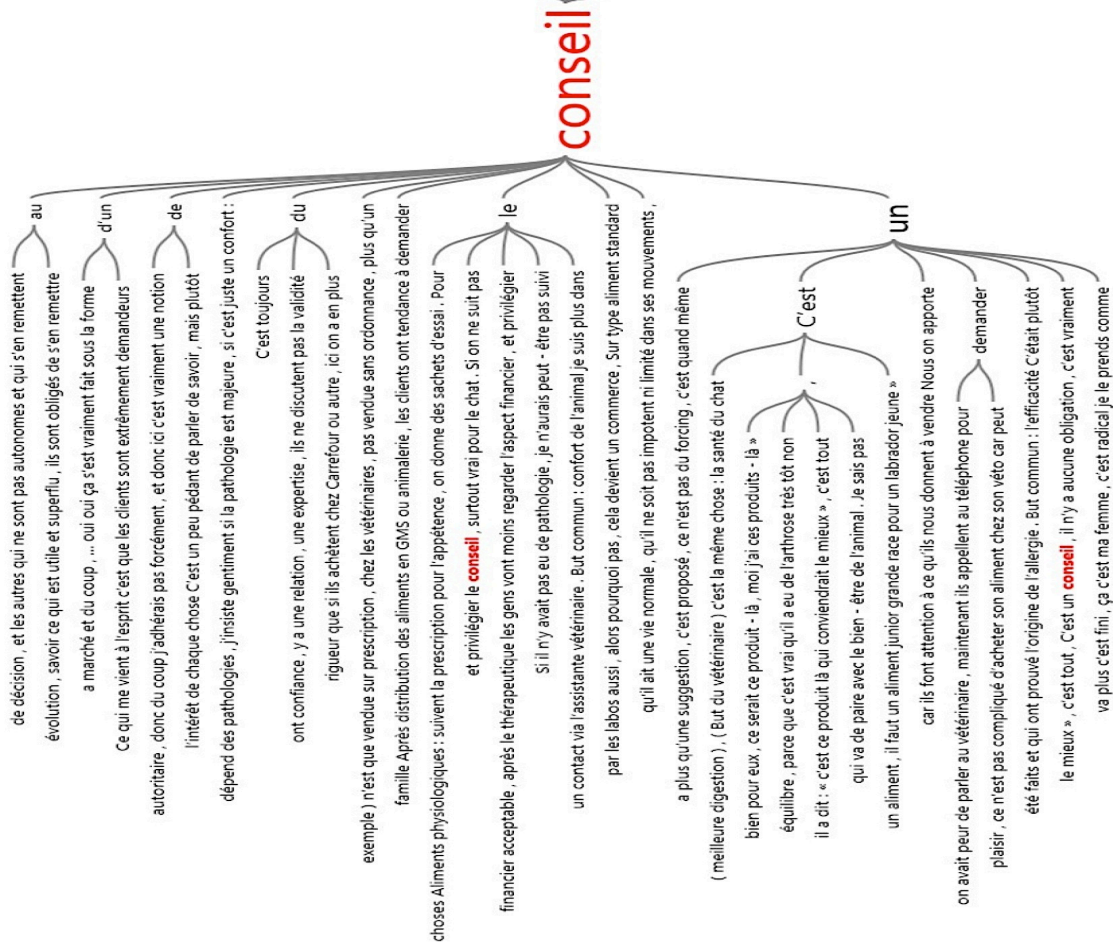 conseil
au
de décision , et les autres qui ne sont pas autonomes et qui s'en remettent
évolution , savoir ce qui est utile et superflu , ils sont obligés de s'en remettre
d'un
a marché et du coup , ... oui oui ça s'est vraiment fait sous la forme
Ce qui me vient à l'esprit c'est que les clients sont extrêmement demandeurs
de
autoritaire , donc du coup j'adhérais pas forcément , et donc ici c'est vraiment une notion
l'intérêt de chaque chose C'est un peu pédant de parler de savoir , mais plutôt
dépend des pathologies , j'insiste gentiment si la pathologie est majeure , si c'est juste un confort :
du
C'est toujours
ont confiance , y a une relation , une expertise , ils ne discutent pas la validité
rigueur que si ils achètent chez Carrefour ou autre , ici on a en plus
exemple ) n'est que vendue sur prescription , chez les vétérinaires , pas vendue sans ordonnance , plus qu'un
famille Après distribution des aliments en GMS ou animalerie , les clients ont tendance à demander
le
choses Aliments physiologiques : suivent la prescription pour l'appétence , on donne des sachets d'essai . Pour
et privilégier le conseil , surtout vrai pour le chat . Si on ne suit pas
financier acceptable , après le thérapeutique les gens vont moins regarder l'aspect financier , et privilégier
Si il n'y avait pas eu de pathologie , je n'aurais peut - être pas suivi
un contact via l'assistante vétérinaire . But commun : confort de l'animal je suis plus dans
par les labos aussi , alors pourquoi pas , cela devient un commerce , Sur type aliment standard
qu'il ait une vie normale , qu'il ne soit pas impotent ni limité dans ses mouvements ,
un
a plus qu'une suggestion , c'est proposé , ce n'est pas du forcing , c'est quand même
C'est
( meilleure digestion ) , ( But du vétérinaire ) c'est la même chose : la santé du chat
,
bien pour eux , ce serait ce produit - là , moi j'ai ces produits - là »
équilibre , parce que c'est vrai qu'il a eu de l'arthrose très tôt non
il a dit : « c'est ce produit là qui conviendrait le mieux » , c'est tout
qui va de paire avec le bien - être de l'animal . Je sais pas
un aliment , il faut un aliment junior grande race pour un labrador jeune »
car ils font attention à ce qu'ils nous donnent à vendre Nous on apporte
demander
on avait peur de parler au vétérinaire , maintenant ils appellent au téléphone pour
plaisir , ce n'est pas compliqué d'acheter son aliment chez son véto car peut
été faits et qui ont prouvé l'origine de l'allergie . But commun : l'efficacité C'était plutôt
le mieux » , c'est tout, C'est un conseil , il n'y a aucune obligation , c'est vraiment
va plus c'est fini , ça c'est ma femme , c'est radical je le prends comme